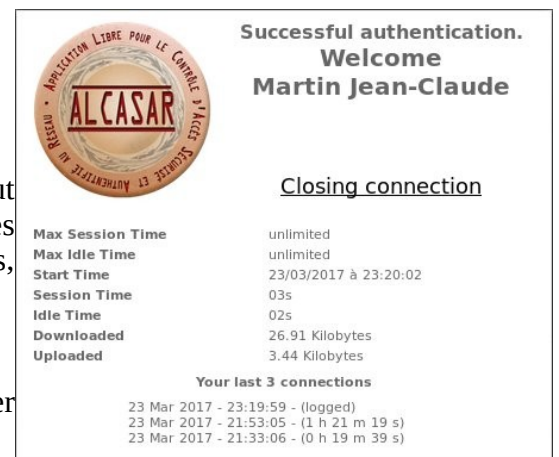 APPLICATION LIBRE POUR LE CONTRÔLE D'ACCÈS SÉCURISÉ ET AUTHENTIFIÉ AU RÉSEAU •
ALCASAR
Successful authentication.
Welcome
Martin Jean-Claude
Closing connection
ut
es
s,
er
Max Session Time unlimited
Max Idle Time unlimited
Start Time 23/03/2017 à 23:20:02
Session Time 03s
Idle Time 02s
Downloaded 26.91 Kilobytes
Uploaded 3.44 Kilobytes
Your last 3 connections
23 Mar 2017 - 23:19:59 - (logged)
23 Mar 2017 - 21:53:05 - (1 h 21 m 19 s)
23 Mar 2017 - 21:33:06 - (0 h 19 m 39 s)